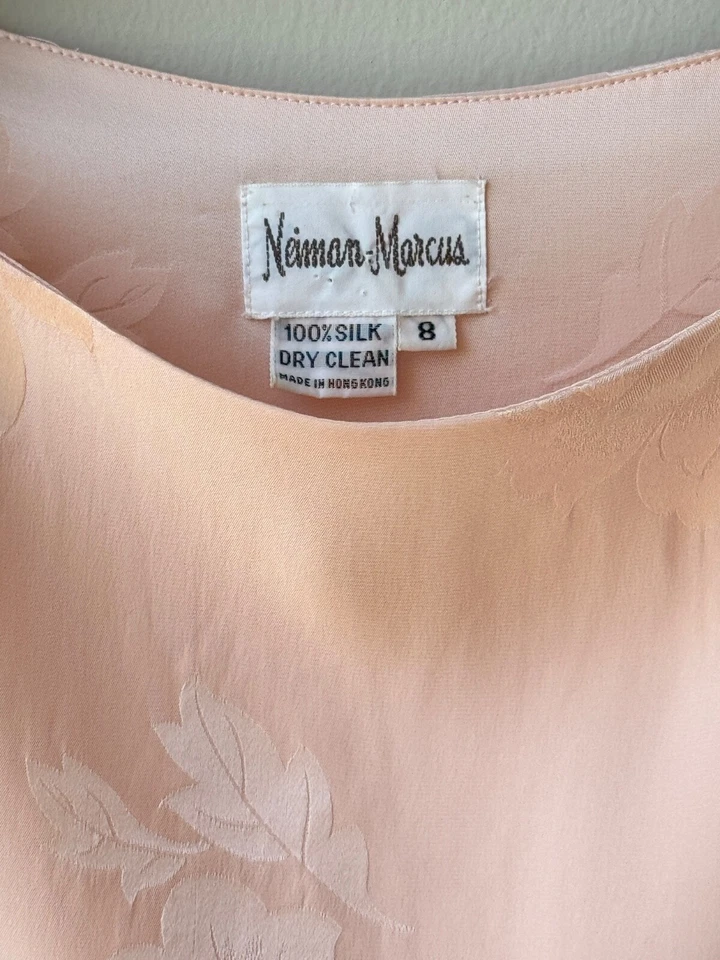 Neiman-Marcus
100% SILK
8
DRY CLEAN
MADE IN HONG KONG